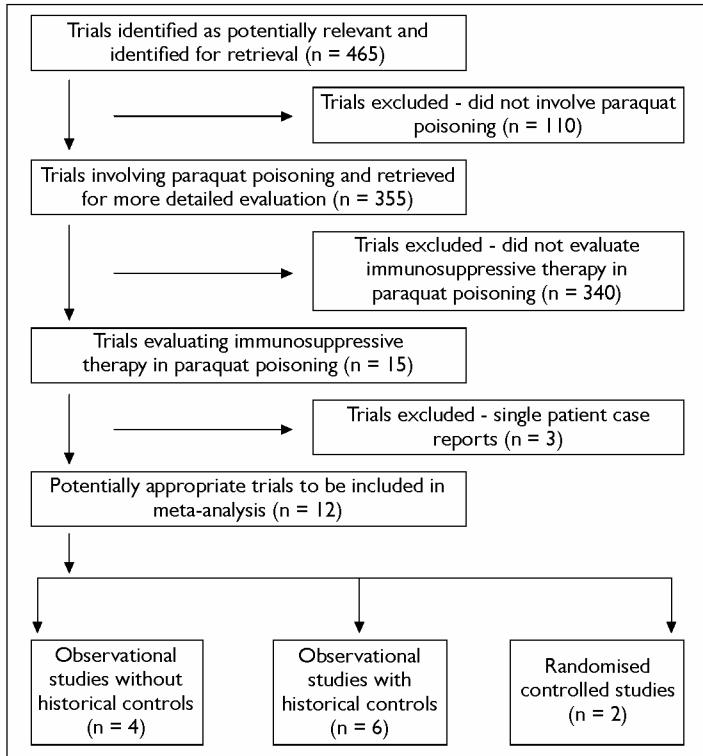 Trials identified as potentially relevant and
identified for retrieval (n = 465)
Trials excluded - did not involve paraquat
poisoning (n = 110)
Trials involving paraquat poisoning and retrieved
for more detailed evaluation (n = 355)
Trials excluded - did not evaluate
immunosuppressive therapy in
paraquat poisoning (n = 340)
Trials evaluating immunosuppressive
therapy in paraquat poisoning (n = 15)
Trials excluded - single patient case
reports (n = 3)
Potentially appropriate trials to be included in
meta-analysis (n = 12)
Observational
studies without
historical controls
(n = 4)
Observational
studies with
historical controls
(n = 6)
Randomised
controlled studies
(n = 2)